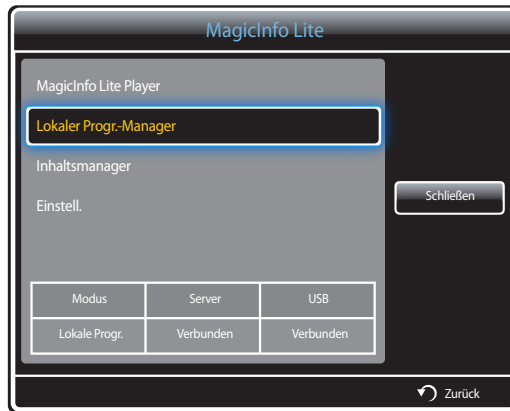 MagicInfo Lite
MagicInfo Lite Player
Lokaler Progr.-Manager
Inhaltsmanager
Einstell.
Schließen
Modus Server USB
Lokale Progr. Verbunden Verbunden
Zurück